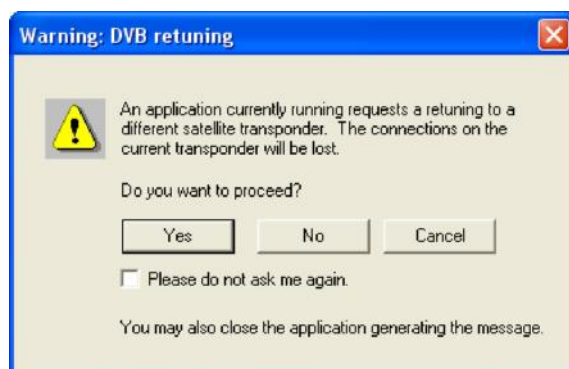 Warning: DVB retuning
An application currently running requests a retuning to a
different satellite transponder. The connections on the
current transponder will be lost.
Do you want to proceed?
Yes No Cancel
Please do not ask me again.
You may also close the application generating the message.